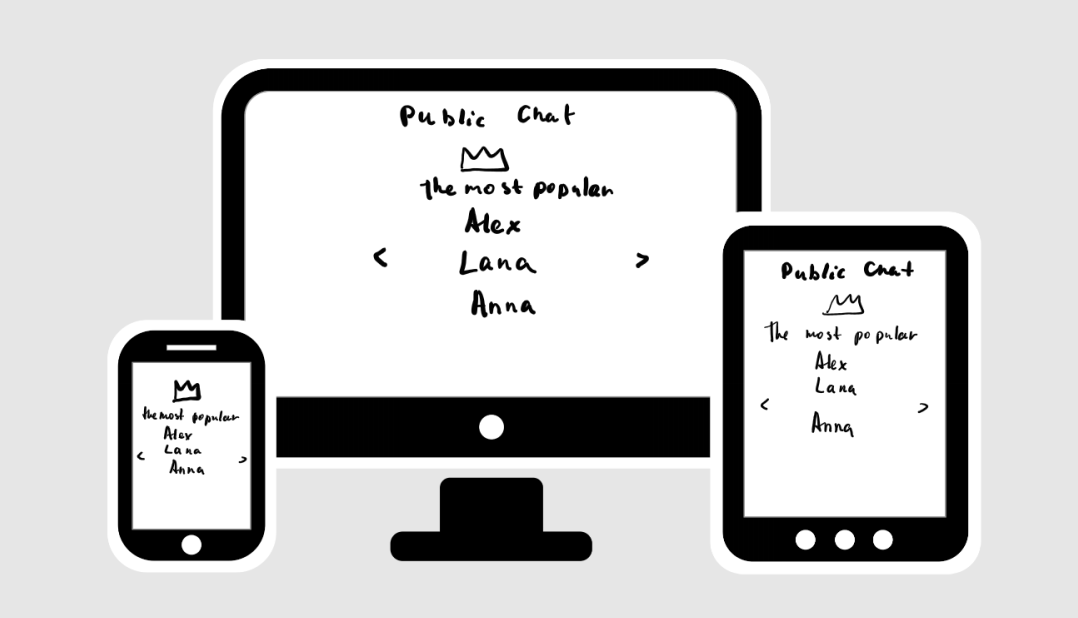 Public Chat
The most popular
Alex
< Lana >
Anna
The most popular
Alex
Lana
< >
Anna
Public Chat
The most popular
Alex
Lana
< >
Anna